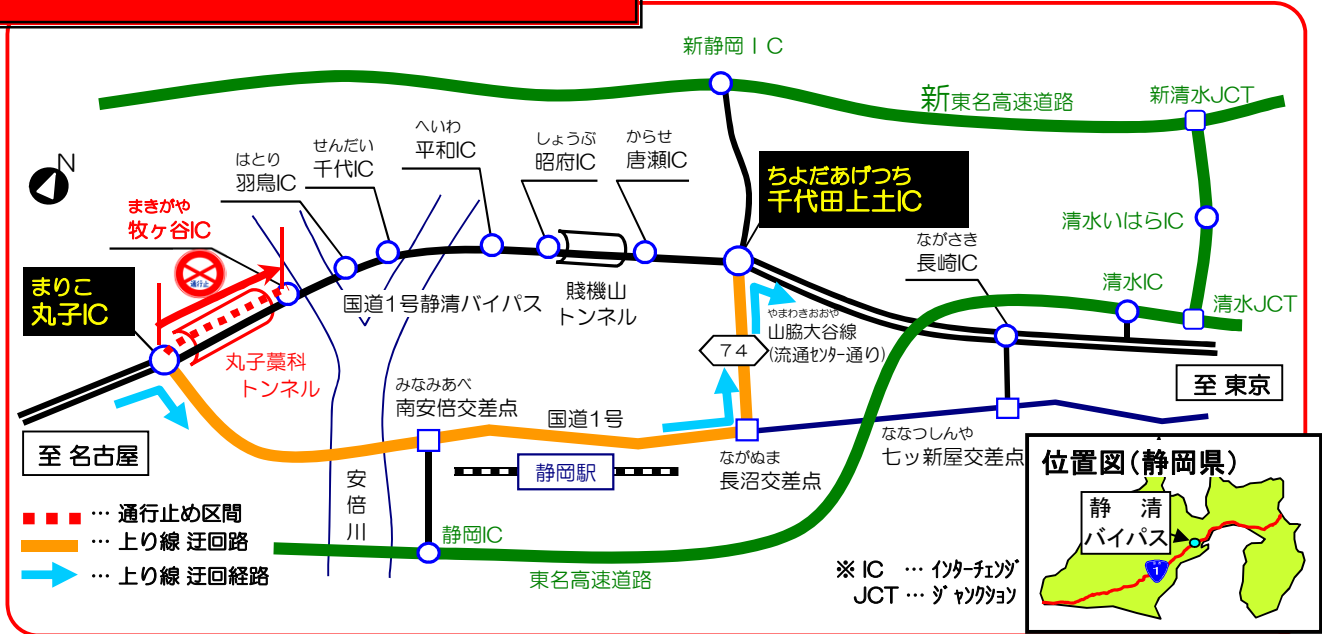 新静岡IC
新東名高速道路
新清水JCT
N
へいわ
平和IC
しょうぶ
昭府IC
からせ
唐瀬IC
せんだい
千代IC
はとり
羽鳥IC
ちよだあげつち
千代田上土IC
まきがや
牧ヶ谷IC
清水いはらIC
ながさき
長崎IC
通行止
まりこ
丸子IC
国道1号静清バイパス
賤機山
トンネル
清水IC
清水JCT
やまわきおおや
山脇大谷線
(流通センター通り)
74
丸子藁科
トンネル
みなみあべ
南安倍交差点
国道1号
至 東京
至 名古屋
静岡駅
ながぬま
長沼交差点
ななつしんや
七ッ新屋交差点
安倍川
静岡IC
東名高速道路
… 通行止め区間
… 上り線 迂回路
… 上り線 迂回経路
※ IC … インターチェンジ
JCT … ジャンクション
位置図(静岡県)
静 清
バイパス
1